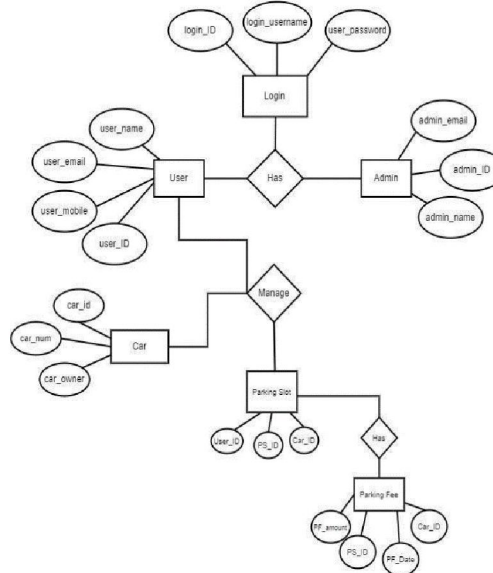 login_username
login_ID
user_password
Login
user_name
admin_email
user_email
User
Has
Admin
admin_ID
user_mobile
admin_name
user_ID
Manage
car_id
car_num
Car
car_owner
Parking Slot
User_ID
PS_ID
Car_ID
Has
Parking Fee
PF_amount
Car_ID
PS_ID
PF_Date